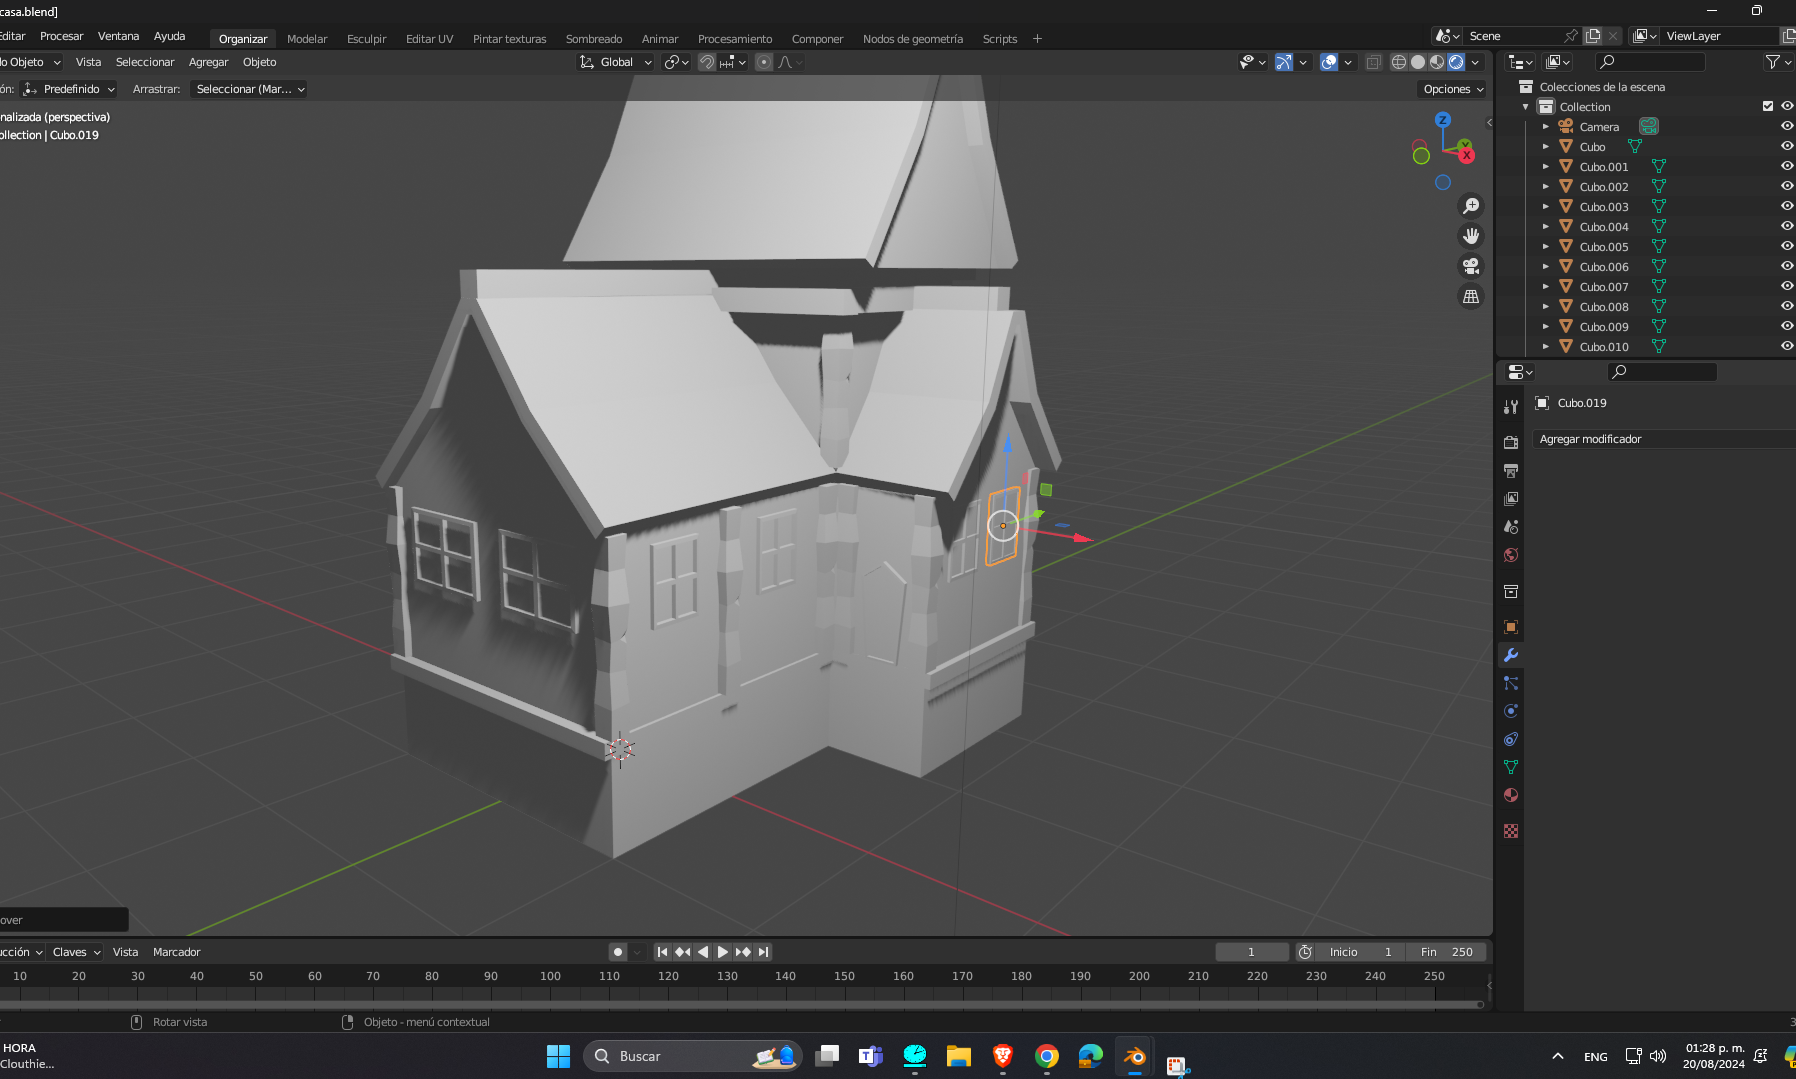 casa.blend]
Editar Procesar Ventana Ayuda Organizar Modelar Esculpir Editar UV Pintar texturas Sombreado Animar Procesamiento Componer Nodos de geometría Scripts + Scene ViewLayer
Objeto Vista Seleccionar Agregar Objeto Global
ón: Predefinido Arrastrar: Seleccionar (Mar... Opciones
nalizada (perspectiva)
ollection | Cubo.019
Z
Y
X
Colecciones de la escena
Collection
Camera
Cubo
Cubo.001
Cubo.002
Cubo.003
Cubo.004
Cubo.005
Cubo.006
Cubo.007
Cubo.008
Cubo.009
Cubo.010
Cubo.019
Agregar modificador
over
ucción Claves Vista Marcador 1 Inicio 1 Fin 250
10 20 30 40 50 60 70 80 90 100 110 120 130 140 150 160 170 180 190 200 210 220 230 240 250
Rotar vista Objeto - menú contextual 3
HORA
Clouthie...
Buscar
ENG
01:28 p. m.
20/08/2024